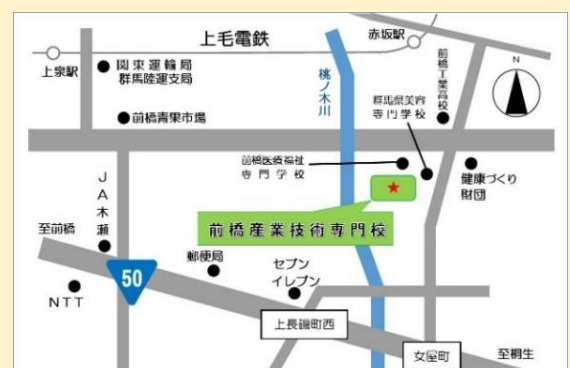 上毛電鉄
赤坂駅
上泉駅
関東運輸局
群馬陸運支局
桃ノ木川
前橋工業高校
N
群馬県美容
専門学校
前橋青果市場
前橋医療福祉
専門学校
健康づくり
財団
JA木瀬
前橋産業技術専門校
至前橋
郵便局
セブン
イレブン
50
NTT
上長磯町西
女屋町
至桐生